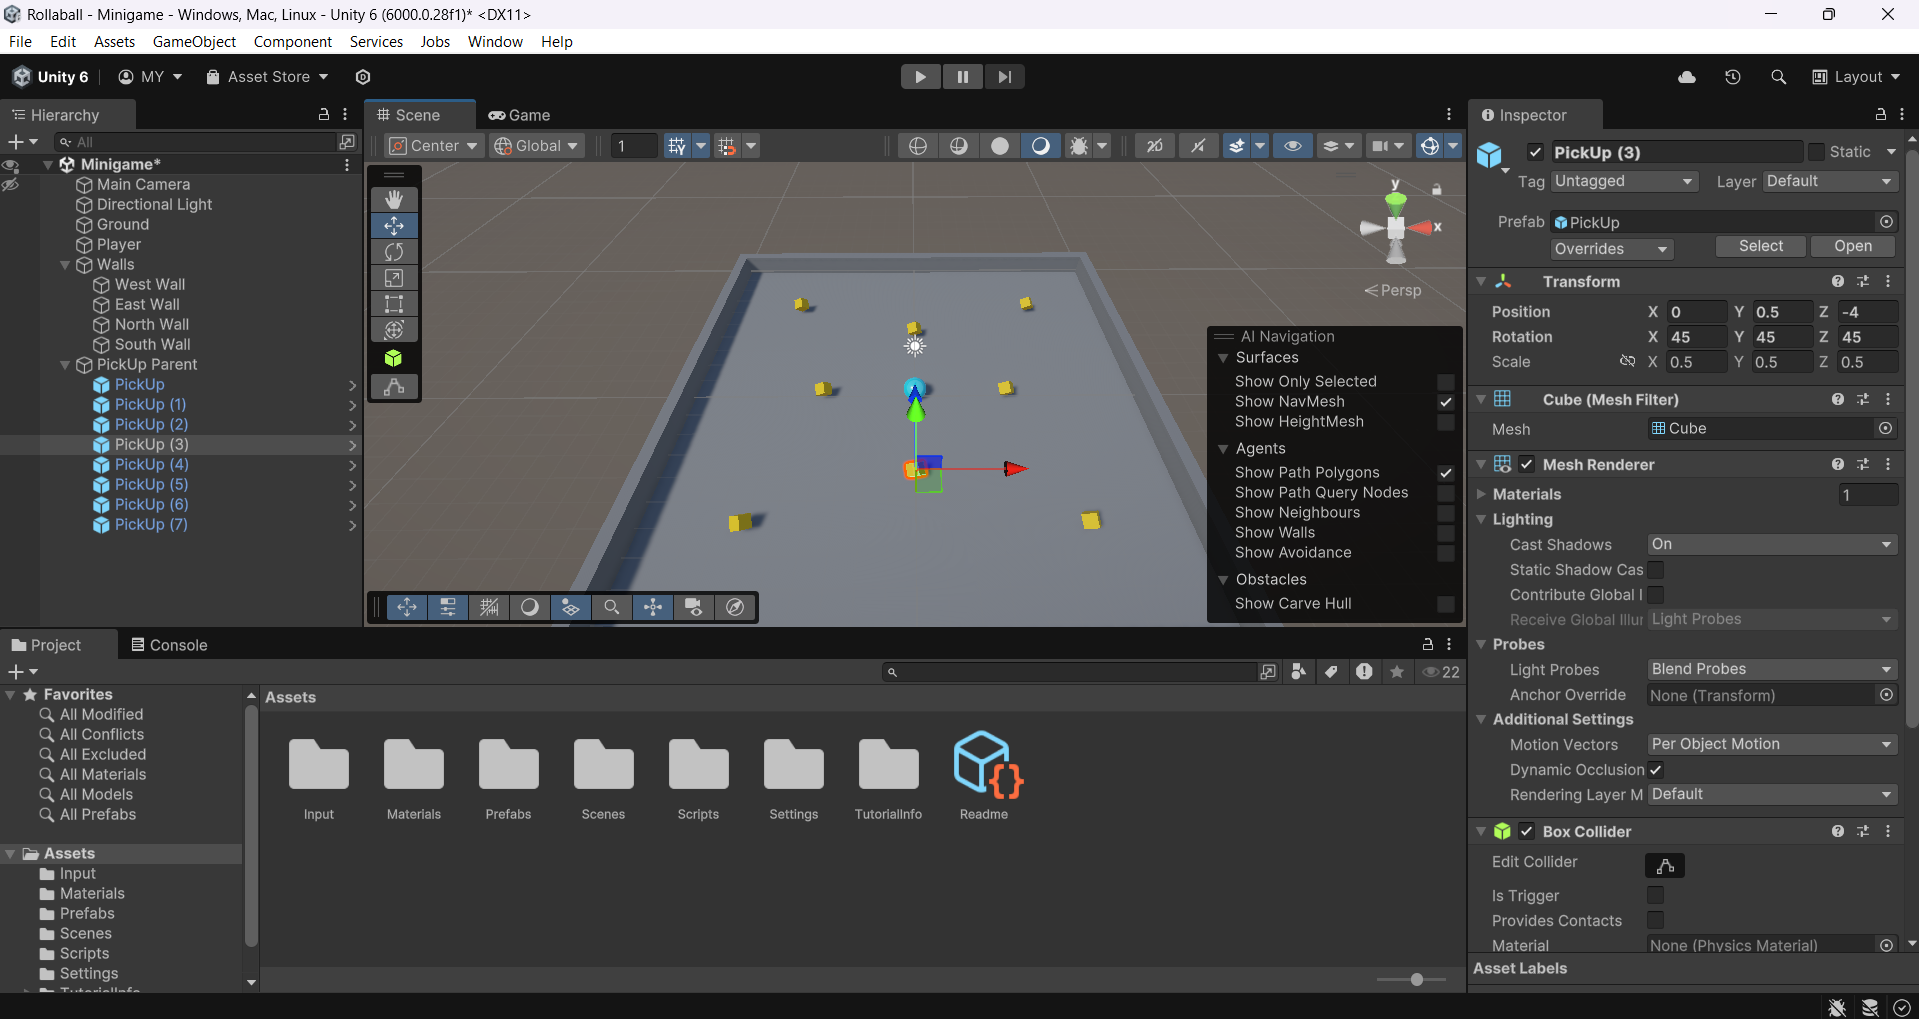 Rollaball - Minigame - Windows, Mac, Linux - Unity 6 (6000.0.28f1)* <DX11>
File Edit Assets GameObject Component Services Jobs Window Help
Unity 6 MY Asset Store Layout
Hierarchy
All
Minigame*
Main Camera
Directional Light
Ground
Player
Walls
West Wall
East Wall
North Wall
South Wall
PickUp Parent
PickUp
PickUp (1)
PickUp (2)
PickUp (3)
PickUp (4)
PickUp (5)
PickUp (6)
PickUp (7)
Scene Game
Center Global 1 2D
y
x
Persp
AI Navigation
Surfaces
Show Only Selected
Show NavMesh
Show HeightMesh
Agents
Show Path Polygons
Show Path Query Nodes
Show Neighbours
Show Walls
Show Avoidance
Obstacles
Show Carve Hull
Inspector
PickUp (3) Static
Tag Untagged Layer Default
Prefab PickUp
Overrides Select Open
Transform
Position X 0 Y 0.5 Z -4
Rotation X 45 Y 45 Z 45
Scale X 0.5 Y 0.5 Z 0.5
Cube (Mesh Filter)
Mesh Cube
Mesh Renderer
Materials 1
Lighting
Cast Shadows On
Static Shadow Cas
Contribute Global I
Receive Global Illur Light Probes
Probes
Light Probes Blend Probes
Anchor Override None (Transform)
Additional Settings
Motion Vectors Per Object Motion
Dynamic Occlusion
Rendering Layer M Default
Box Collider
Edit Collider
Is Trigger
Provides Contacts
Material None (Physics Material)
Asset Labels
Project Console
22
Favorites
All Modified
All Conflicts
All Excluded
All Materials
All Models
All Prefabs
Assets
Input
Materials
Prefabs
Scenes
Scripts
Settings
TutorialInfo
Assets
Input Materials Prefabs Scenes Scripts Settings TutorialInfo Readme